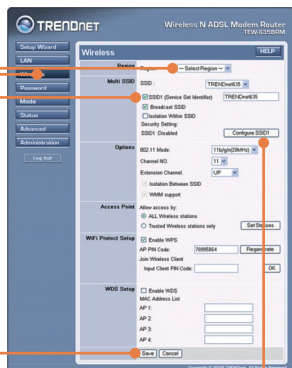 TRENDNET
Wireless N ADSL Modem Router
TEW-635BRM
Setup Wizard
LAN
Password
Mode
Status
Advanced
Administration
Log Out
Wireless
HELP
Region
Region: --- Select Region ---
Multi SSID
SSID : TRENDnet635
SSID1 (Service Set Identifier) TRENDnet635
Broadcast SSID
Isolation Within SSID
Security Setting:
SSID1 :Disabled
Configure SSID1
Options
802.11 Mode: 11b/g/n(20MHz)
Channel NO. 11
Extension Channel: UP
Isolation Between SSID
WMM support
Access Point
Allow access by:
ALL Wireless stations
Trusted Wireless stations only
Set Stations
WiFi Protect Setup
Enable WPS
AP PIN Code: 78995864 Regenerate
Join Wireless Client
Input Client PIN Code: OK
WDS Setup
Enable WDS
MAC Address List
AP 1:
AP 2:
AP 3:
AP 4:
Save Cancel